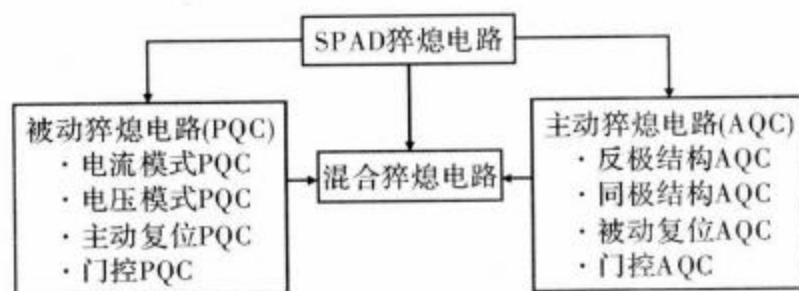 SPAD猝熄电路
被动猝熄电路(PQC)
·电流模式PQC
·电压模式PQC
·主动复位PQC
·门控PQC
混合猝熄电路
主动猝熄电路(AQC)
·反极结构AQC
·同极结构AQC
·被动复位AQC
·门控AQC